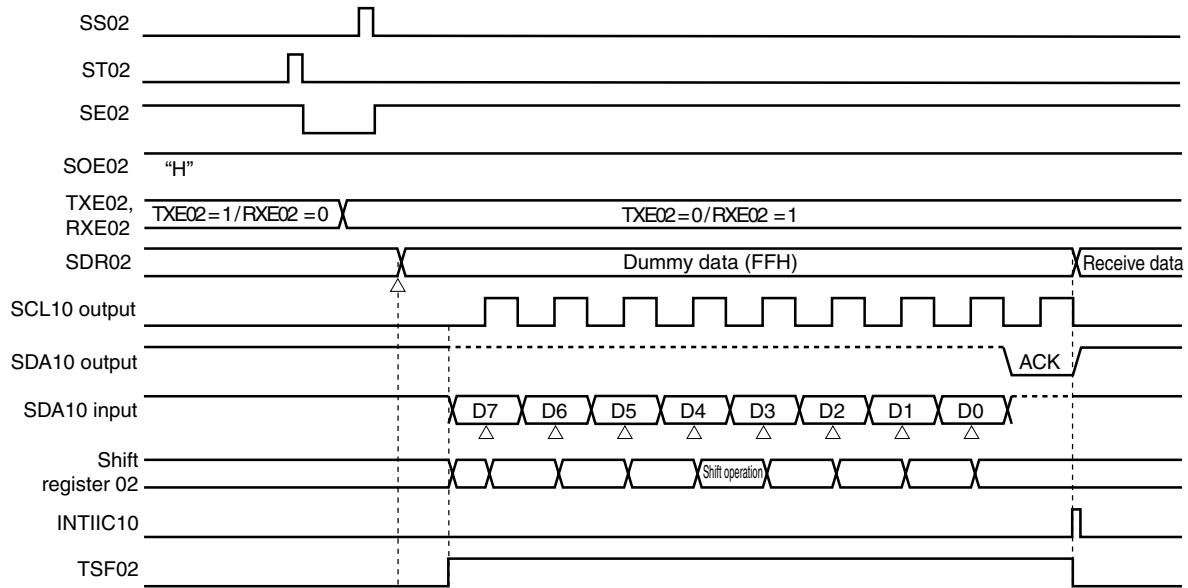 SS02
ST02
SE02
SOE02 “H”
TXE02,
RXE02
TXE02 = 1 / RXE02 = 0 TXE02 = 0 / RXE02 = 1
SDR02 Dummy data (FFH) Receive data
SCL10 output
SDA10 output ACK
SDA10 input D7 D6 D5 D4 D3 D2 D1 D0
Shift
register 02
Shift operation
INTIIC10
TSF02